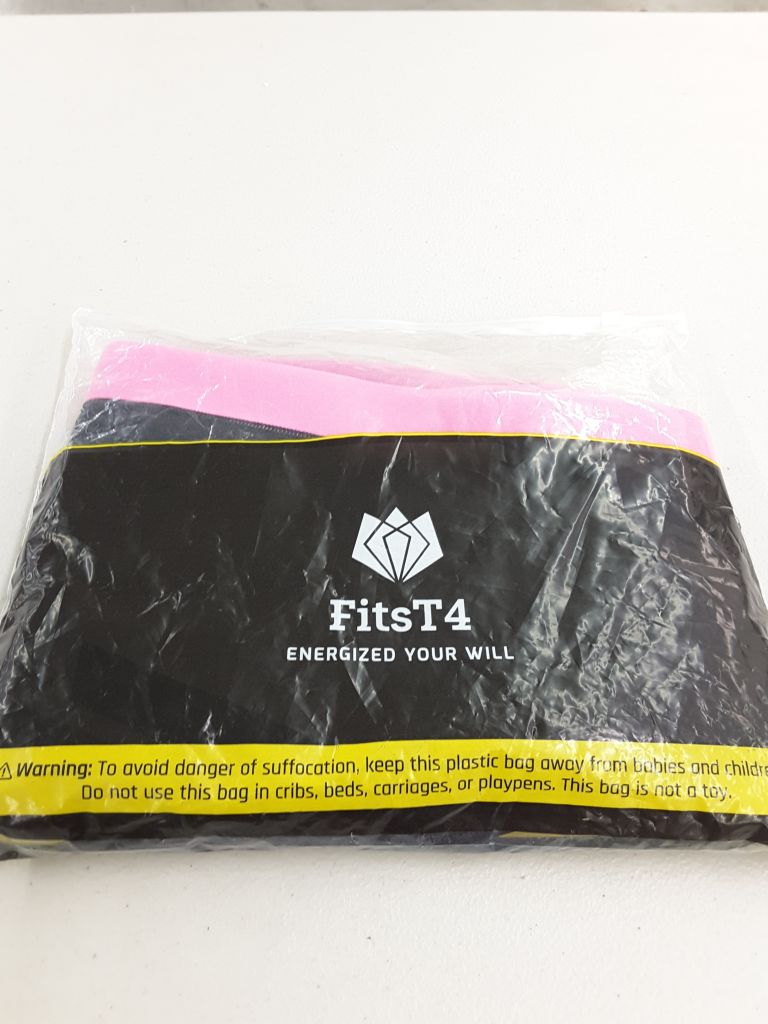 FitsT4
ENERGIZED YOUR WILL
⚠ Warning: To avoid danger of suffocation, keep this plastic bag away from babies and childre
Do not use this bag in cribs, beds, carriages, or playpens. This bag is not a toy.